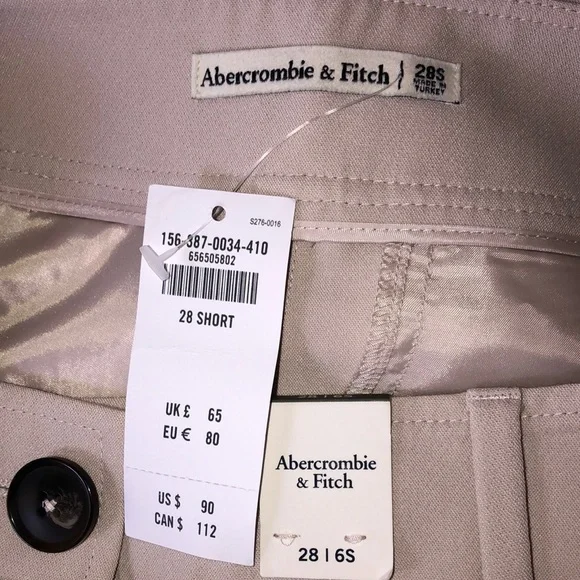 Abercrombie & Fitch
28S
MADE IN
TURKEY
S276-0016
156-387-0034-410
656505802
28 SHORT
UK £ 65
EU € 80
US $ 90
CAN $ 112
Abercrombie
& Fitch
28 | 6S